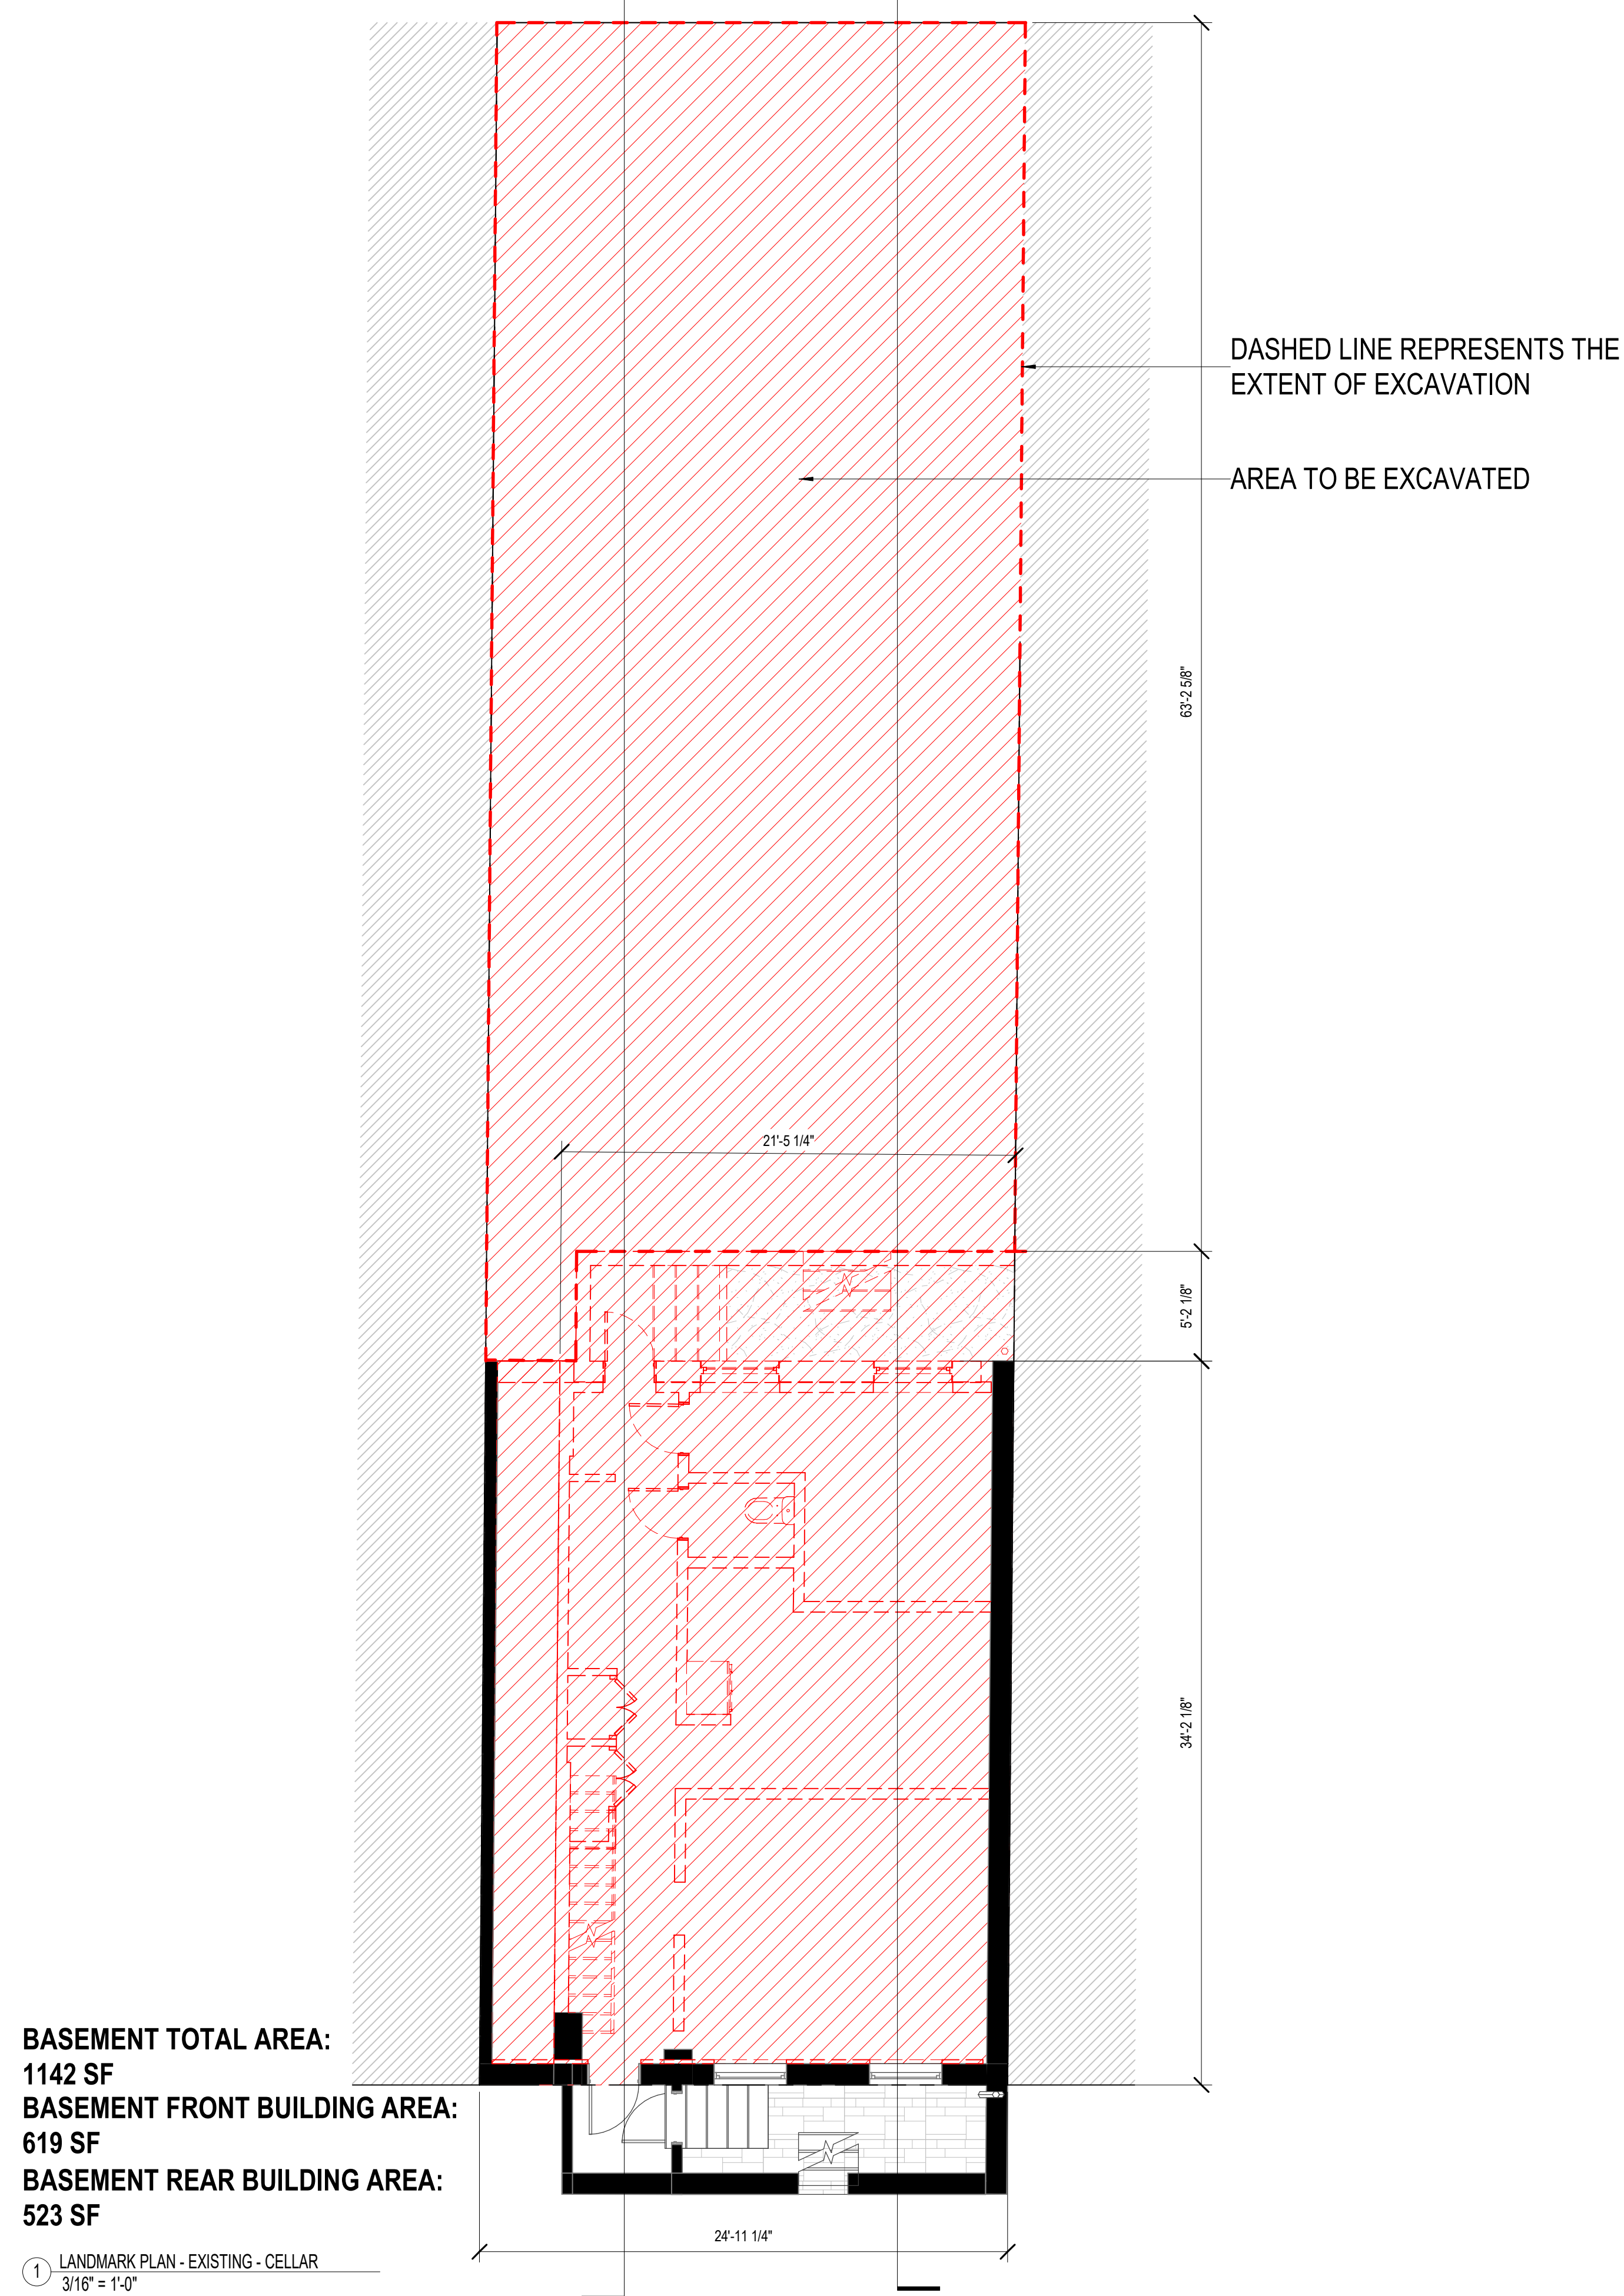 DASHED LINE REPRESENTS THE
EXTENT OF EXCAVATION
AREA TO BE EXCAVATED
63'-2 5/8"
21'-5 1/4"
5'-2 1/8"
34'-2 1/8"
BASEMENT TOTAL AREA:
1142 SF
BASEMENT FRONT BUILDING AREA:
619 SF
BASEMENT REAR BUILDING AREA:
523 SF
24'-11 1/4"
1 LANDMARK PLAN - EXISTING - CELLAR
3/16" = 1'-0"